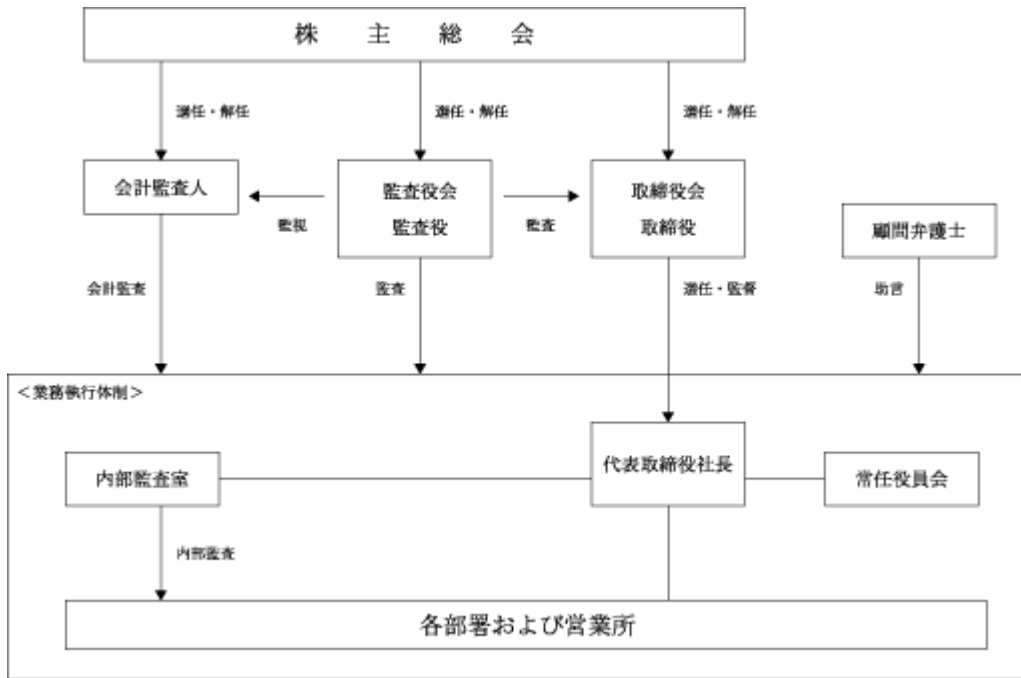 株主総会
選任・解任
選任・解任
選任・解任
会計監査人
監査役会
監査役
取締役会
取締役
顧問弁護士
監視
監査
会計監査
監査
選任・監督
助言
<業務執行体制>
内部監査室
代表取締役社長
常任役員会
内部監査
各部署および営業所